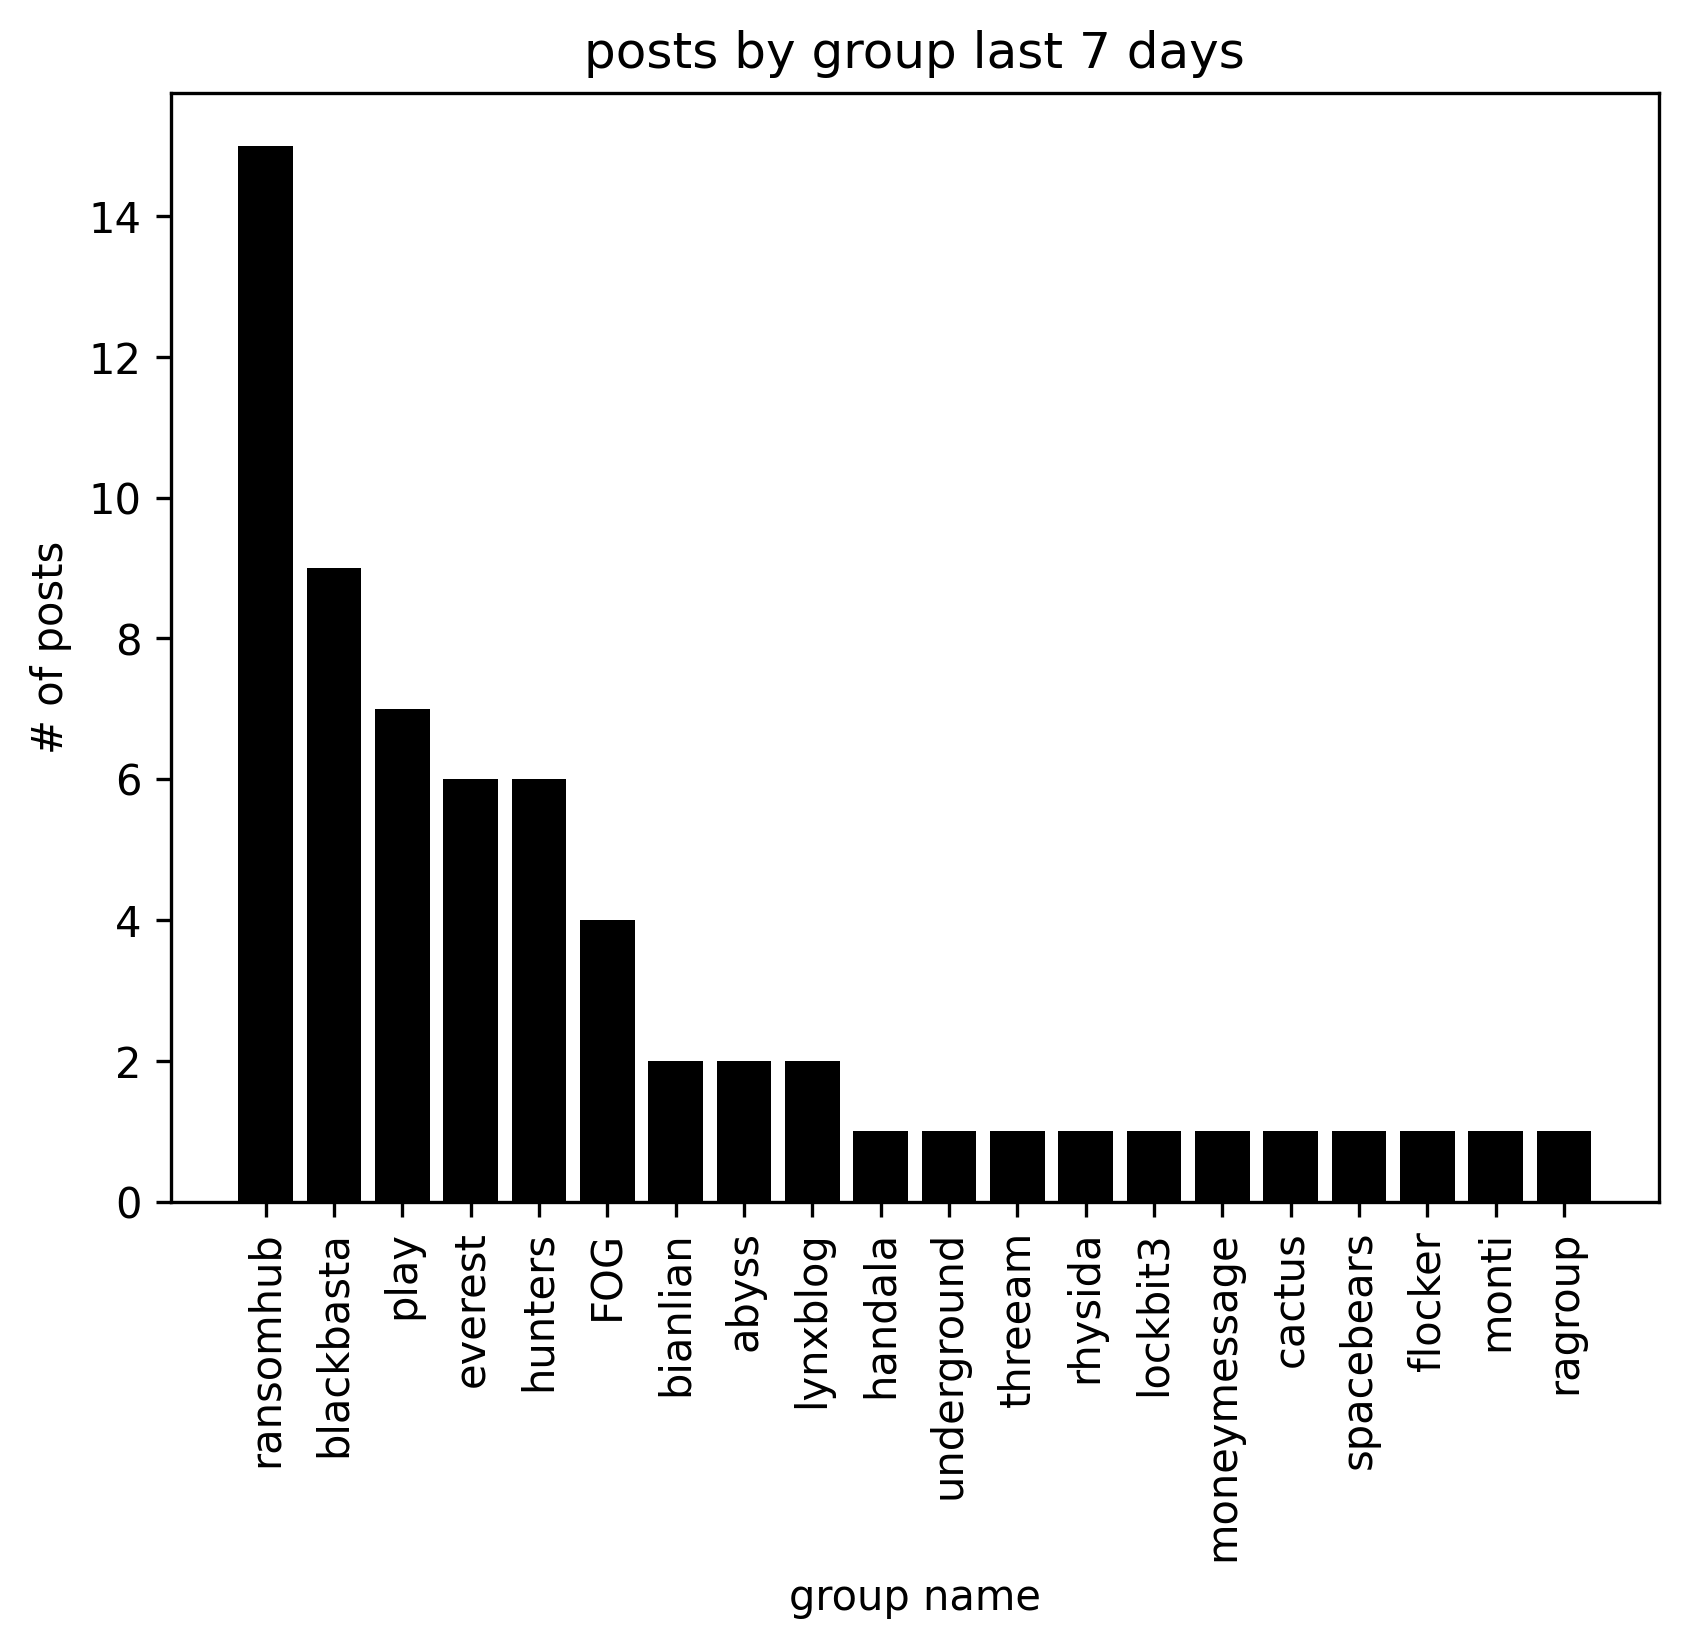 posts by group last 7 days
# of posts
14
12
10
8
6
4
2
0
ransomhub
blackbasta
play
everest
hunters
FOG
bianlian
abyss
lynxblog
handala
underground
threeam
rhysida
lockbit3
moneymessage
cactus
spacebears
flocker
monti
ragroup
group name